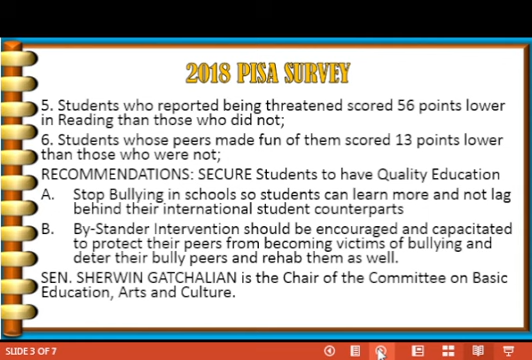 2018 PISA SURVEY
5. Students who reported being threatened scored 56 points lower
in Reading than those who did not;
6. Students whose peers made fun of them scored 13 points lower
than those who were not;
RECOMMENDATIONS: SECURE Students to have Quality Education
A. Stop Bullying in schools so students can learn more and not lag
behind their international student counterparts
B. By-Stander Intervention should be encouraged and capacitated
to protect their peers from becoming victims of bullying and
deter their bully peers and rehab them as well.
SEN. SHERWIN GATCHALIAN is the Chair of the Committee on Basic
Education, Arts and Culture.
SLIDE 3 OF 7